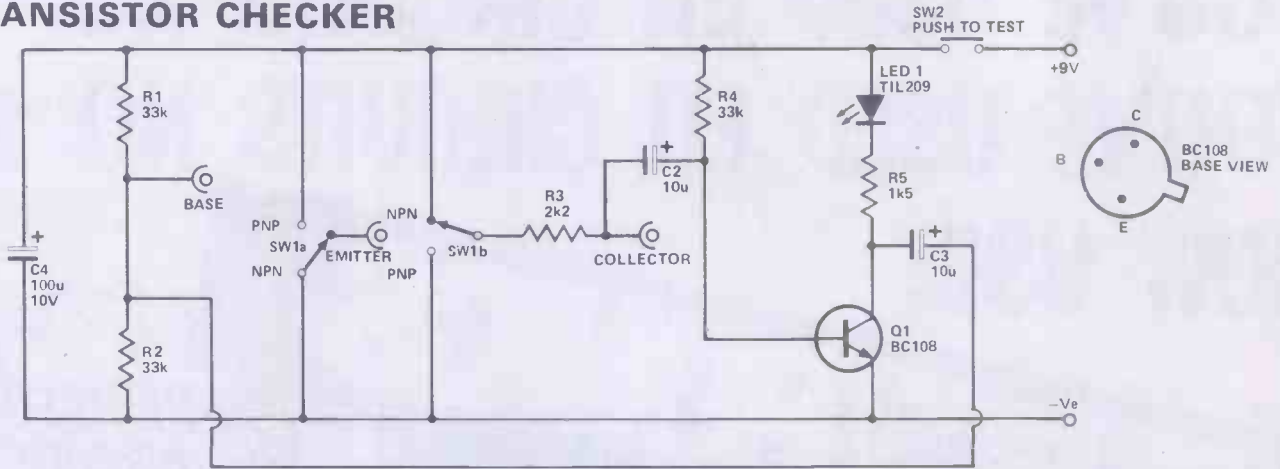 ANSISTOR CHECKER
SW2
PUSH TO TEST
+9V
R1
33k
BASE
PNP
SW1a
NPN
EMITTER
NPN
SW1b
PNP
R3
2k2
COLLECTOR
+
C2
10u
R4
33k
LED 1
TIL209
R5
1k5
+
C3
10u
Q1
BC108
+
C4
100u
10V
R2
33k
-Ve
C
B
E
BC108
BASE VIEW